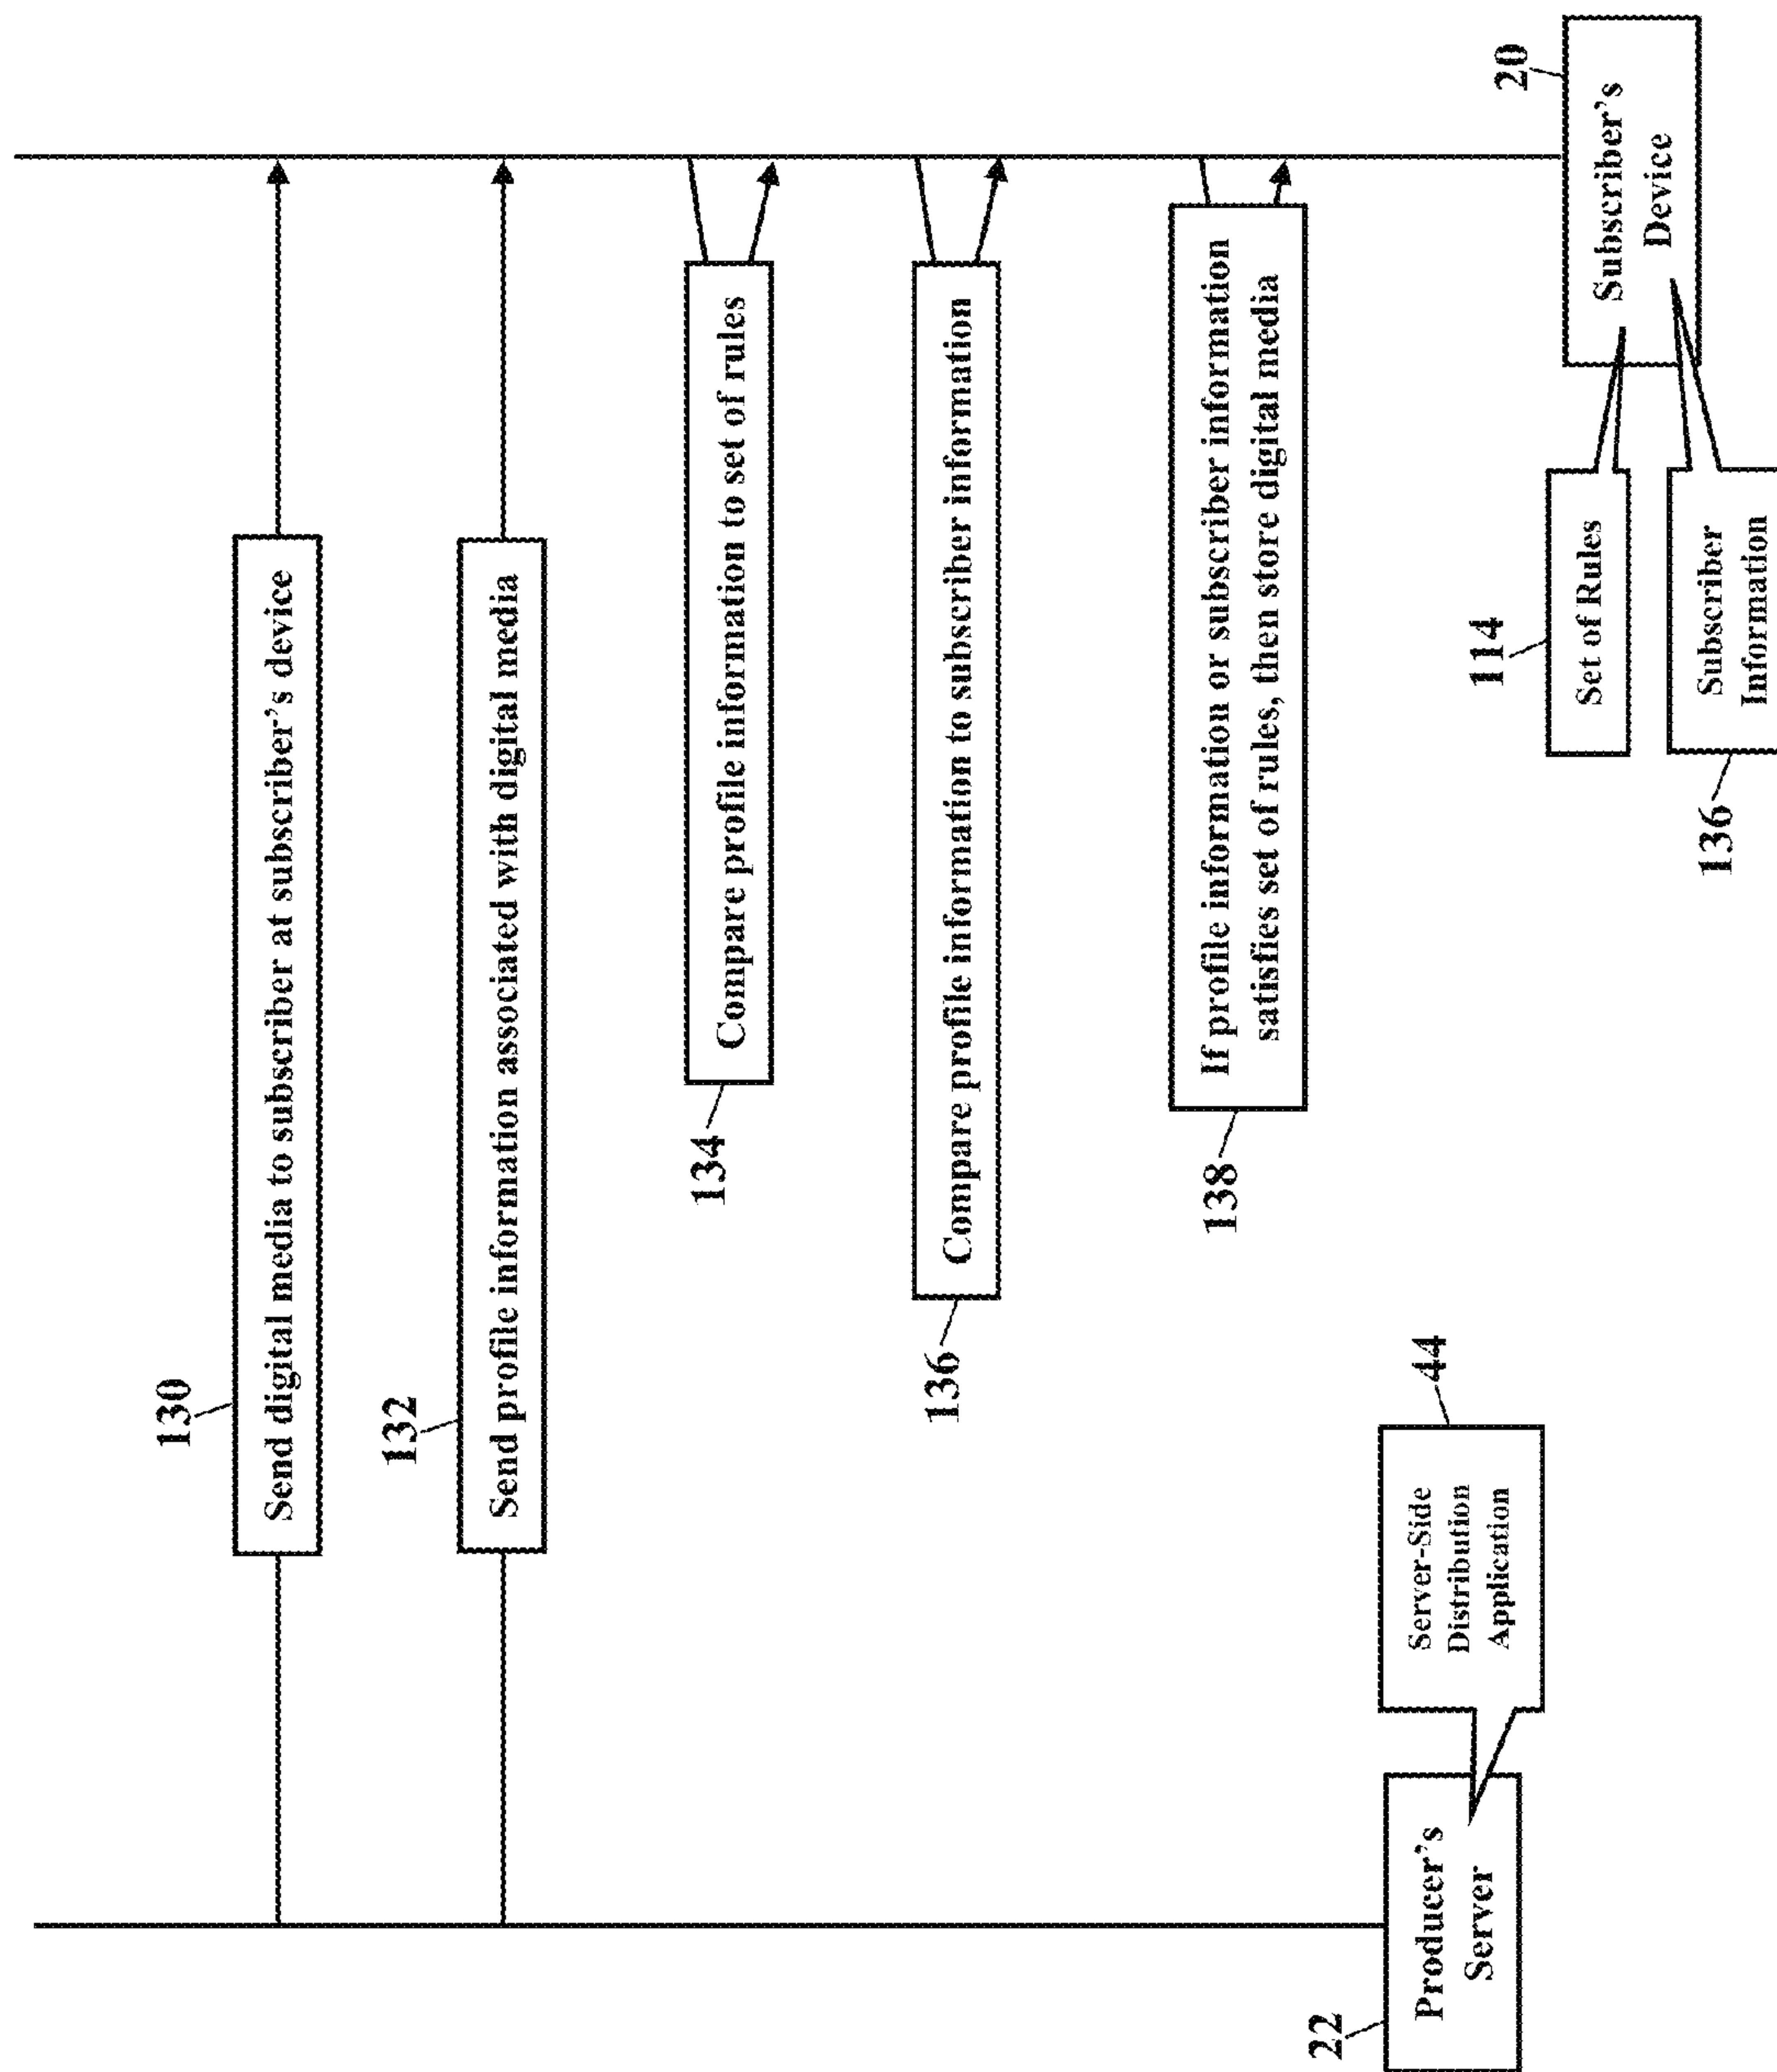 130
Send digital media to subscriber at subscriber's device
132
Send profile information associated with digital media
134
Compare profile information to set of rules
136
Compare profile information to subscriber information
138
If profile information or subscriber information
satisfies set of rules, then store digital media
22
Producer's
Server
44
Server-Side
Distribution
Application
114
Set of Rules
136
Subscriber
Information
20
Subscriber's
Device